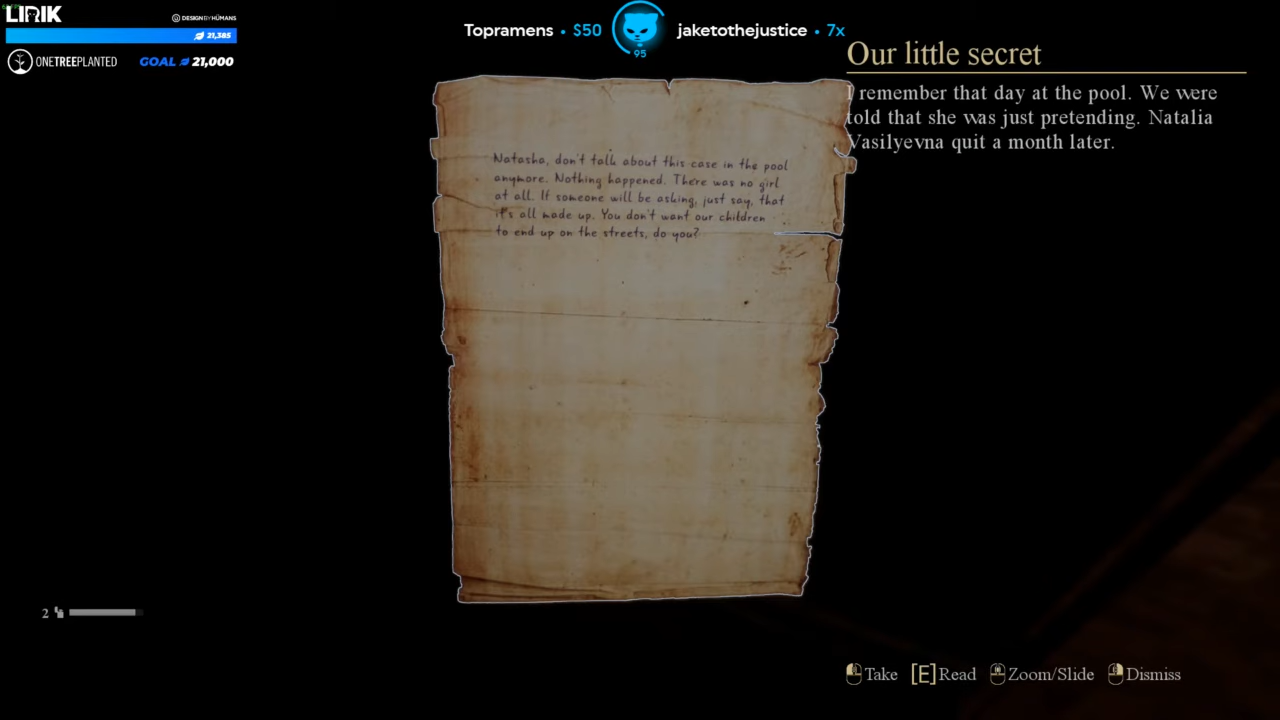 LIRIK
DESIGN BY HÜMANS
21,385
ONETREEPLANTED
GOAL 21,000
Topramens • $50
95
jaketothejustice • 7x
Our little secret
I remember that day at the pool. We were
told that she was just pretending. Natalia
Vasilyevna quit a month later.
Natasha, don't talk about this case in the pool
anymore. Nothing happened. There was no girl
at all. If someone will be asking, just say, that
it's all made up. You don't want our children
to end up on the streets, do you?
2
Take [E]Read Zoom/Slide Dismiss